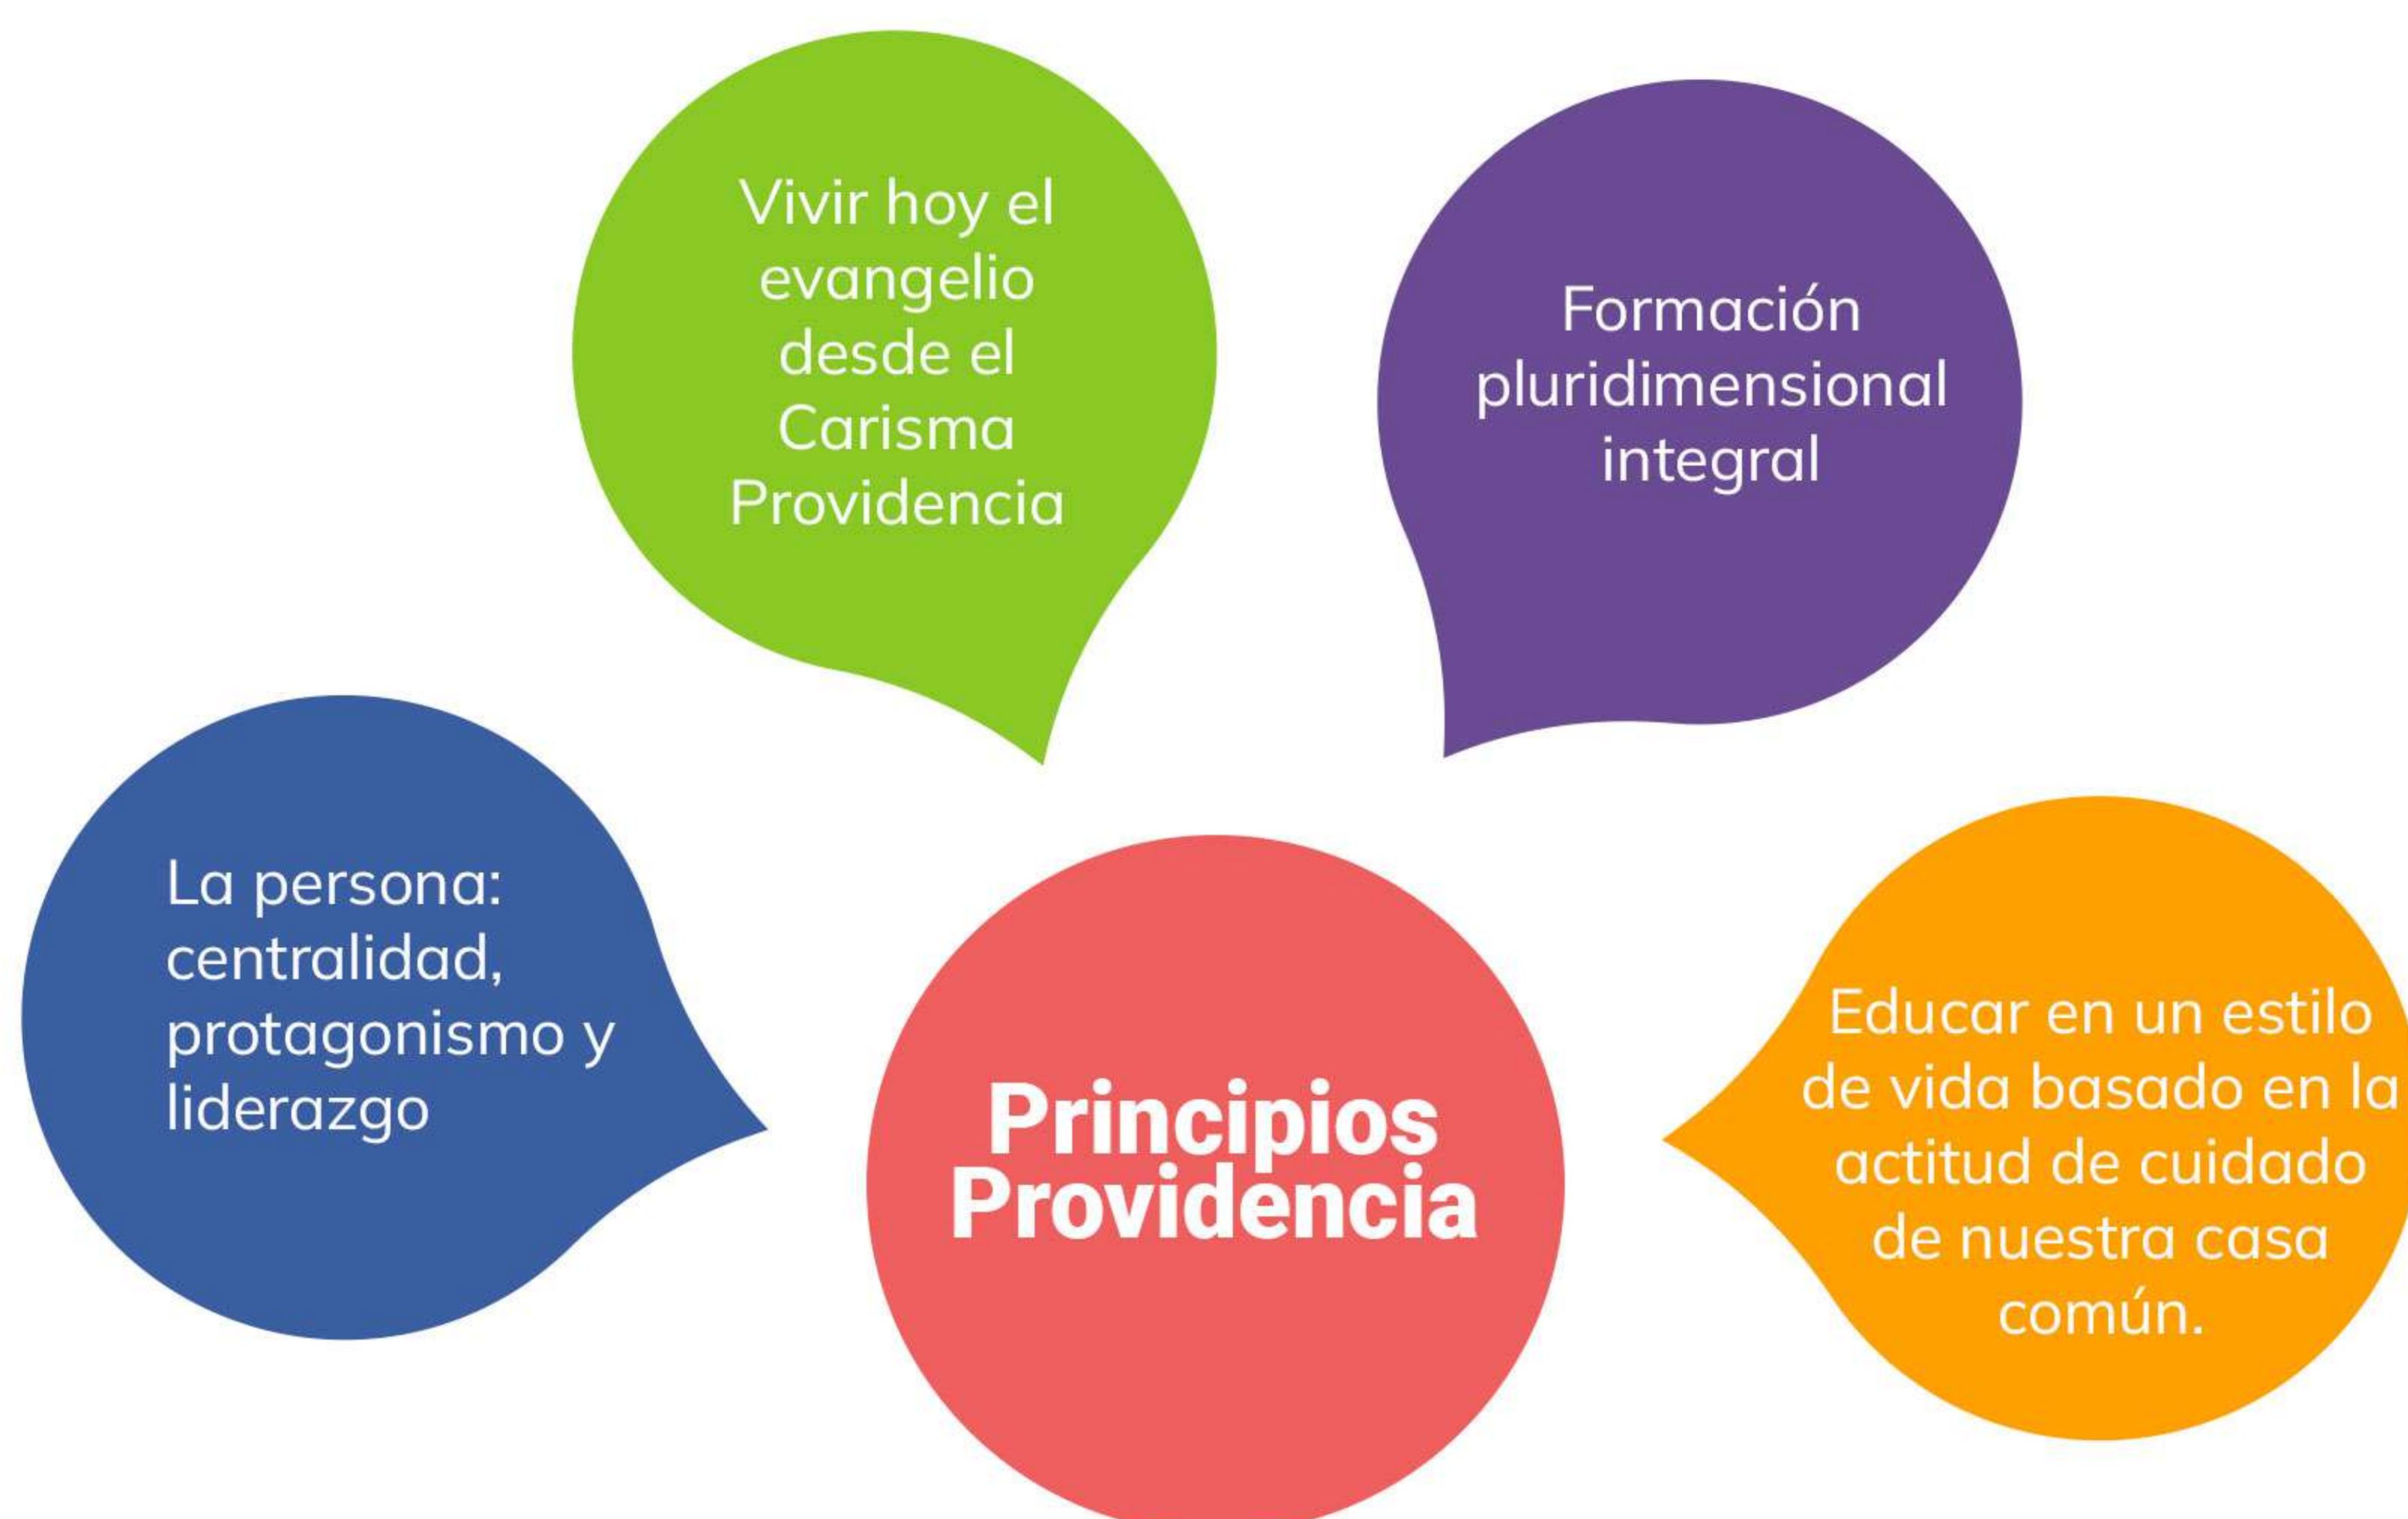 Vivir hoy el
evangelio
desde el
Carisma
Providencia
Formación
pluridimensional
integral
La persona:
centralidad,
protagonismo y
liderazgo
Principios
Providencia
Educar en un estilo
de vida basado en la
actitud de cuidado
de nuestra casa
común.